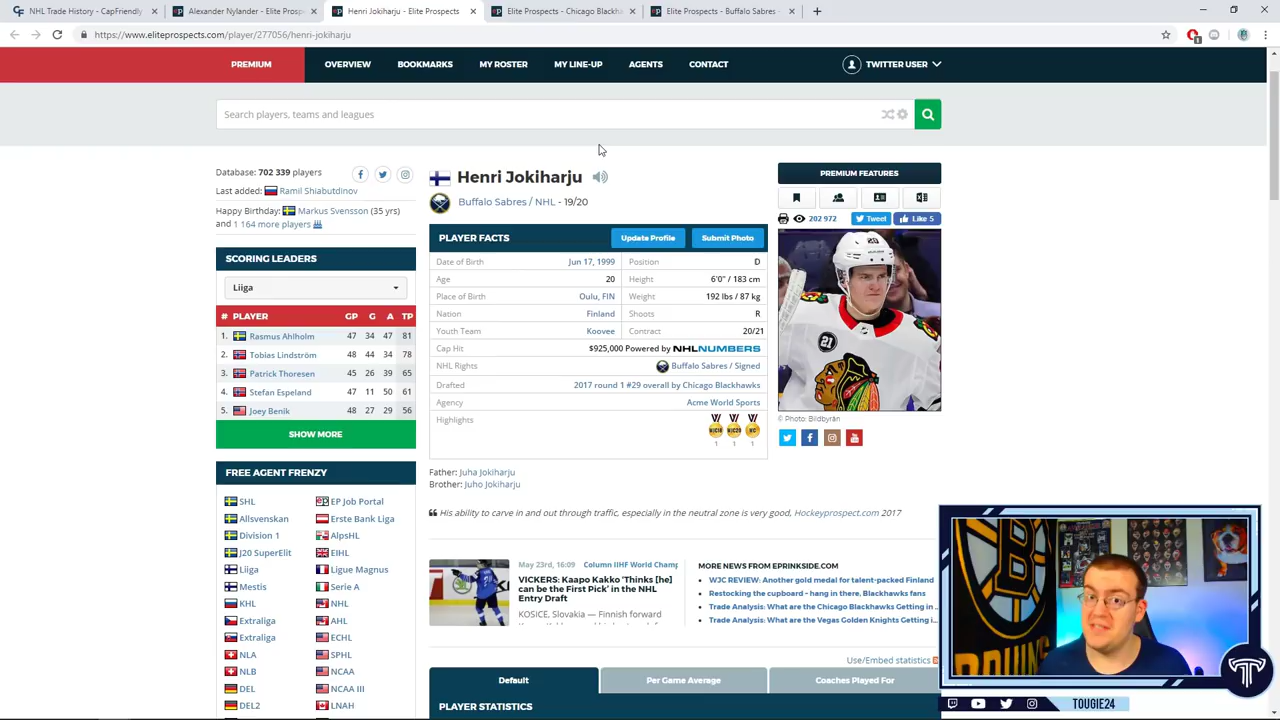 NHL Trade History - CapFriendly
Alexander Nylander - Elite Prosp
Henri Jokiharju - Elite Prospects
Elite Prospects - Chicago Blackh
Elite Prospects - Buffalo Sabres
https://www.eliteprospects.com/player/277056/henri-jokiharju
PREMIUM
OVERVIEW
BOOKMARKS
MY ROSTER
MY LINE-UP
AGENTS
CONTACT
TWITTER USER
Search players, teams and leagues
Database: 702 339 players
Last added: Ramil Shiabutdinov
Happy Birthday: Markus Svensson (35 yrs)
and 1 164 more players
SCORING LEADERS
Liiga
# PLAYER GP G A TP
1. Rasmus Ahlholm 47 34 47 81
2. Tobias Lindström 48 44 34 78
3. Patrick Thoresen 45 26 39 65
4. Stefan Espeland 47 11 50 61
5. Joey Benik 48 27 29 56
SHOW MORE
FREE AGENT FRENZY
SHL EP Job Portal
Allsvenskan Erste Bank Liga
Division 1 AlpsHL
J20 SuperElit EIHL
Liiga Ligue Magnus
Mestis Serie A
KHL NHL
Extraliga AHL
Extraliga ECHL
NLA SPHL
NLB NCAA
DEL NCAA III
DEL2 LNAH
Henri Jokiharju
Buffalo Sabres / NHL - 19/20
PLAYER FACTS Update Profile Submit Photo
Date of Birth Jun 17, 1999 Position D
Age 20 Height 6'0" / 183 cm
Place of Birth Oulu, FIN Weight 192 lbs / 87 kg
Nation Finland Shoots R
Youth Team Koovee Contract 20/21
Cap Hit $925,000 Powered by NHLNUMBERS
NHL Rights Buffalo Sabres / Signed
Drafted 2017 round 1 #29 overall by Chicago Blackhawks
Agency Acme World Sports
Highlights
1 1 1
Father: Juha Jokiharju
Brother: Juho Jokiharju
His ability to carve in and out through traffic, especially in the neutral zone is very good, Hockeyprospect.com 2017
PREMIUM FEATURES
202 972 Tweet Like 5
20
21
© Photo: Bildbyrån
May 23rd, 16:09 Column IIHF World Champ
VICKERS: Kaapo Kakko 'Thinks [he]
can be the First Pick' in the NHL
Entry Draft
KOSICE, Slovakia — Finnish forward
MORE NEWS FROM EPRINKSIDE.COM
WJC REVIEW: Another gold medal for talent-packed Finland
Restocking the cupboard – hang in there, Blackhawks fans
Trade Analysis: What are the Chicago Blackhawks Getting in ..
Trade Analysis: What are the Vegas Golden Knights Getting i...
Use/Embed statistics
Default
Per Game Average
Coaches Played For
PLAYER STATISTICS
B
BRUINS
TOUGIE24